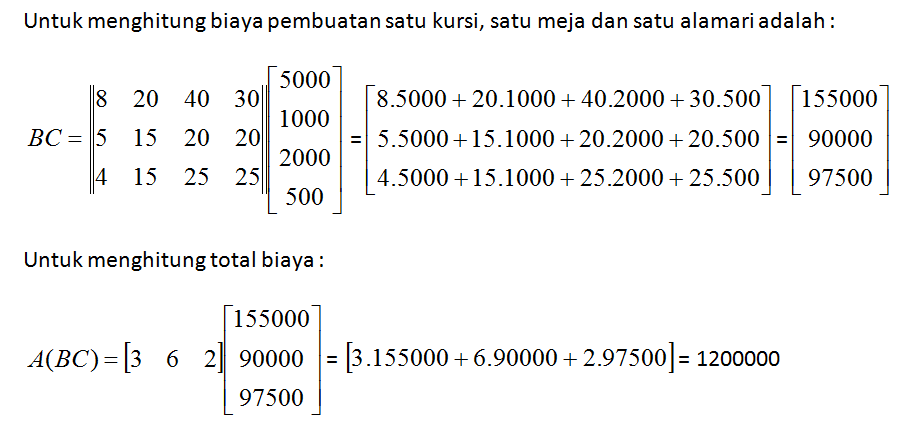 Untuk menghitung biaya pembuatan satu kursi, satu meja dan satu alamari adalah :
BC = ‖8 20 40 30‖ [5000] = [8.5000 + 20.1000 + 40.2000 + 30.500] = [155000]
‖5 15 20 20‖ [1000] [5.5000 + 15.1000 + 20.2000 + 20.500] [90000]
‖4 15 25 25‖ [2000] [4.5000 + 15.1000 + 25.2000 + 25.500] [97500]
[500]
Untuk menghitung total biaya :
[155000]
A(BC) = [3 6 2] [90000] = [3.155000 + 6.90000 + 2.97500] = 1200000
[97500]